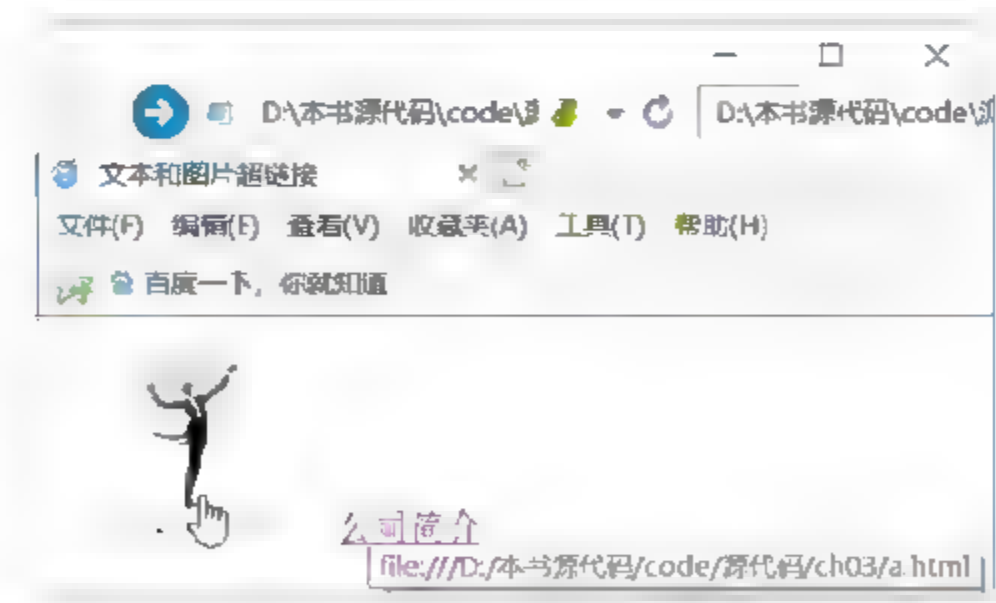 D:\本书源代码\code\ D:\本书源代码\code\
文本和图片超链接
文件(F) 编辑(E) 查看(V) 收藏夹(A) 工具(T) 帮助(H)
百度一下，你就知道
公司简介
file:///D:/本书源代码/code/源代码/ch03/a.html